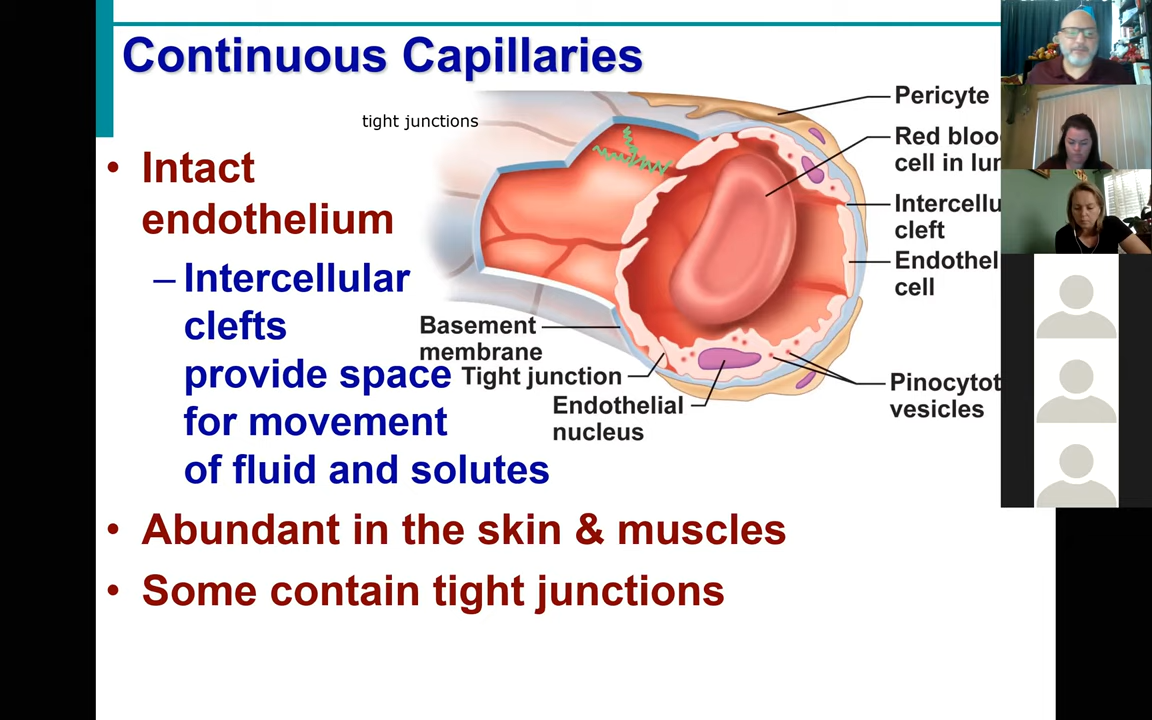 Continuous Capillaries
tight junctions
• Intact
endothelium
– Intercellular
clefts
provide space
for movement
of fluid and solutes
• Abundant in the skin & muscles
• Some contain tight junctions
Pericyte
Red bloo
cell in lu
Intercellu
cleft
Endothel
cell
Basement
membrane
Tight junction
Endothelial
nucleus
Pinocytot
vesicles